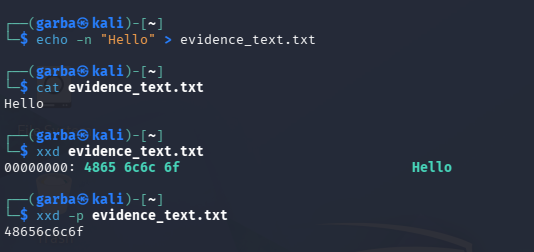 ┌──(garba㉿kali)-[~]
└─$ echo -n "Hello" > evidence_text.txt
┌──(garba㉿kali)-[~]
└─$ cat evidence_text.txt
Hello
┌──(garba㉿kali)-[~]
└─$ xxd evidence_text.txt
00000000: 4865 6c6c 6f                             Hello
┌──(garba㉿kali)-[~]
└─$ xxd -p evidence_text.txt
48656c6c6f